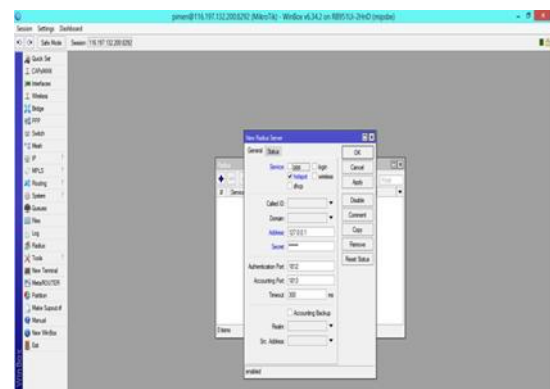 pimen@116.197.132.200:8292 (MikroTik) - WinBox v6.34.2 on RB951Ui-2HnD (mipsbe)
Session Settings Dashboard
Safe Mode Session: 116.197.132.200:8292
Quick Set
CAPsMAN
Interfaces
Wireless
Bridge
PPP
Switch
Mesh
IP
MPLS
Routing
System
Queues
Files
Log
Radius
Tools
New Terminal
MetaROUTER
Partition
Make Supout.rif
Manual
New WinBox
Exit
New Radius Server
General Status
Service: ppp login
hotspot wireless
dhcp
Called ID:
Domain:
Address: 127.0.0.1
Secret:
Authentication Port: 1812
Accounting Port: 1813
Timeout: 300 ms
Accounting Backup
Realm:
Src. Address:
enabled
OK
Cancel
Apply
Disable
Comment
Copy
Remove
Reset Status
Radius
# Service
0 items